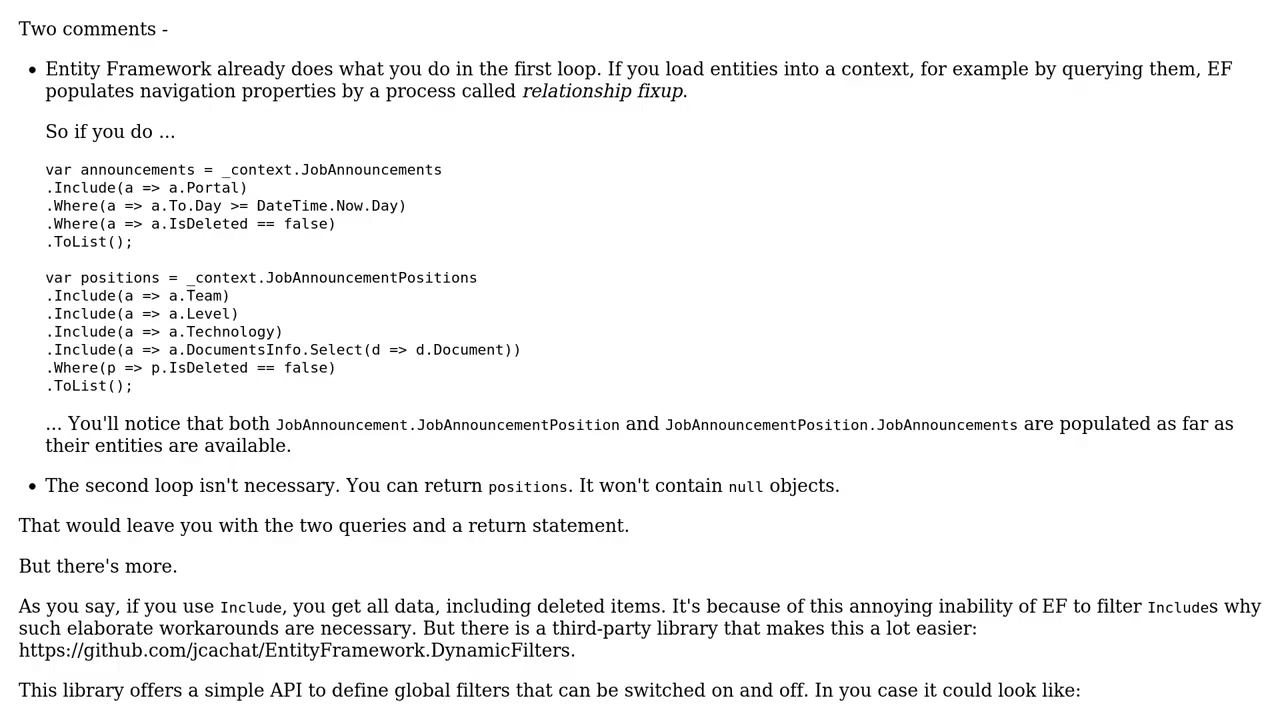 Two comments -
• Entity Framework already does what you do in the first loop. If you load entities into a context, for example by querying them, EF
populates navigation properties by a process called relationship fixup.
So if you do ...
var announcements = _context.JobAnnouncements
.Include(a => a.Portal)
.Where(a => a.To.Day >= DateTime.Now.Day)
.Where(a => a.IsDeleted == false)
.ToList();
var positions = _context.JobAnnouncementPositions
.Include(a => a.Team)
.Include(a => a.Level)
.Include(a => a.Technology)
.Include(a => a.DocumentsInfo.Select(d => d.Document))
.Where(p => p.IsDeleted == false)
.ToList();
... You'll notice that both JobAnnouncement.JobAnnouncementPosition and JobAnnouncementPosition.JobAnnouncements are populated as far as
their entities are available.
• The second loop isn't necessary. You can return positions. It won't contain null objects.
That would leave you with the two queries and a return statement.
But there's more.
As you say, if you use Include, you get all data, including deleted items. It's because of this annoying inability of EF to filter Includes why
such elaborate workarounds are necessary. But there is a third-party library that makes this a lot easier:
https://github.com/jcachat/EntityFramework.DynamicFilters.
This library offers a simple API to define global filters that can be switched on and off. In you case it could look like: